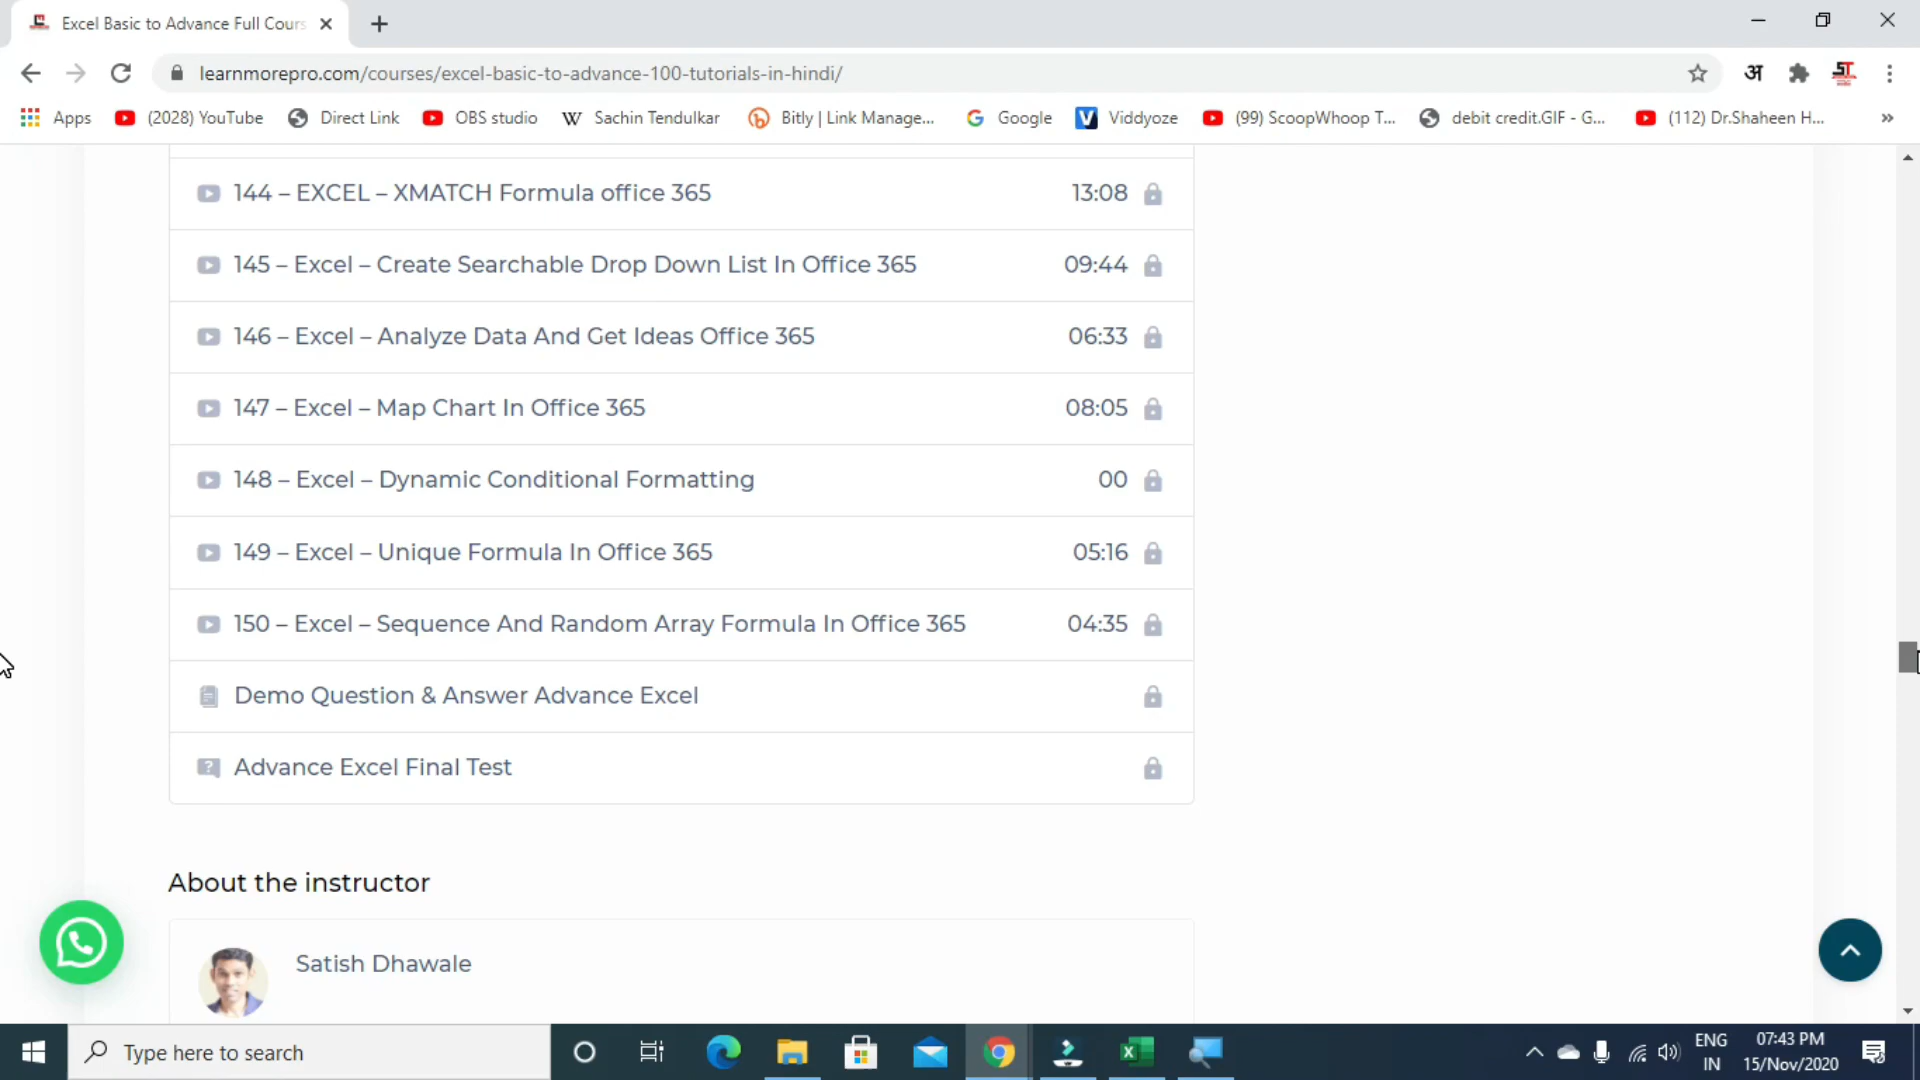 Excel Basic to Advance Full Cours
learnmorepro.com/courses/excel-basic-to-advance-100-tutorials-in-hindi/
अ
Apps (2028) YouTube Direct Link OBS studio W Sachin Tendulkar Bitly | Link Manage... Google Viddyoze (99) ScoopWhoop T... debit credit.GIF - G... (112) Dr.Shaheen H... »
144 – EXCEL – XMATCH Formula office 365 13:08
145 – Excel – Create Searchable Drop Down List In Office 365 09:44
146 – Excel – Analyze Data And Get Ideas Office 365 06:33
147 – Excel – Map Chart In Office 365 08:05
148 – Excel – Dynamic Conditional Formatting 00
149 – Excel – Unique Formula In Office 365 05:16
150 – Excel – Sequence And Random Array Formula In Office 365 04:35
Demo Question & Answer Advance Excel
Advance Excel Final Test
About the instructor
Satish Dhawale
Type here to search
ENG
IN
07:43 PM
15/Nov/2020